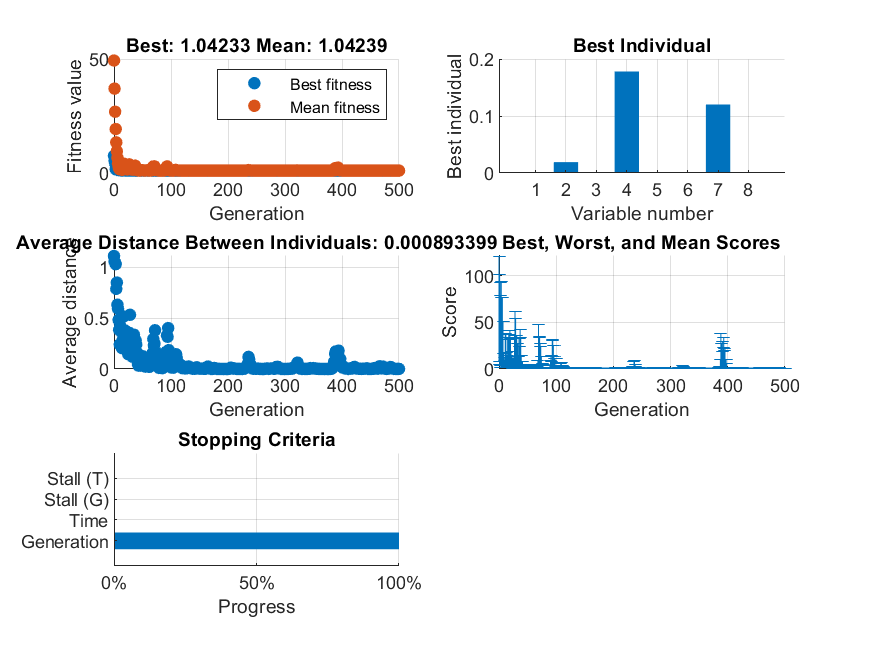 Best: 1.04233 Mean: 1.04239
Fitness value
50
0
Best fitness
Mean fitness
0 100 200 300 400 500
Generation
Best Individual
Best individual
0.2
0.1
0
1 2 3 4 5 6 7 8
Variable number
Average Distance Between Individuals: 0.000893399
Average distance
1
0.5
0
0 100 200 300 400 500
Generation
Best, Worst, and Mean Scores
Score
100
50
0
0 100 200 300 400 500
Generation
Stopping Criteria
Stall (T)
Stall (G)
Time
Generation
0% 50% 100%
Progress